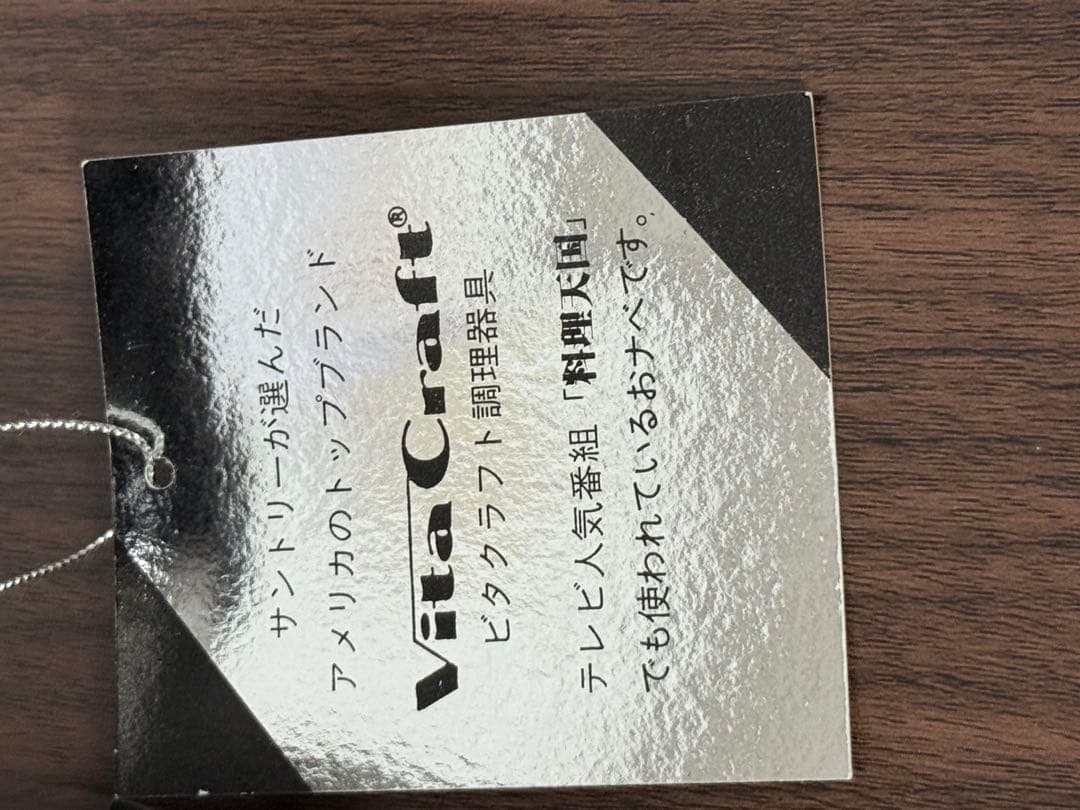 サントリーが選んだ
アメリカのトップブランド
Vita Craft®
ビタクラフト調理器具
テレビ人気番組「料理天国」
でも使われているおナベです。